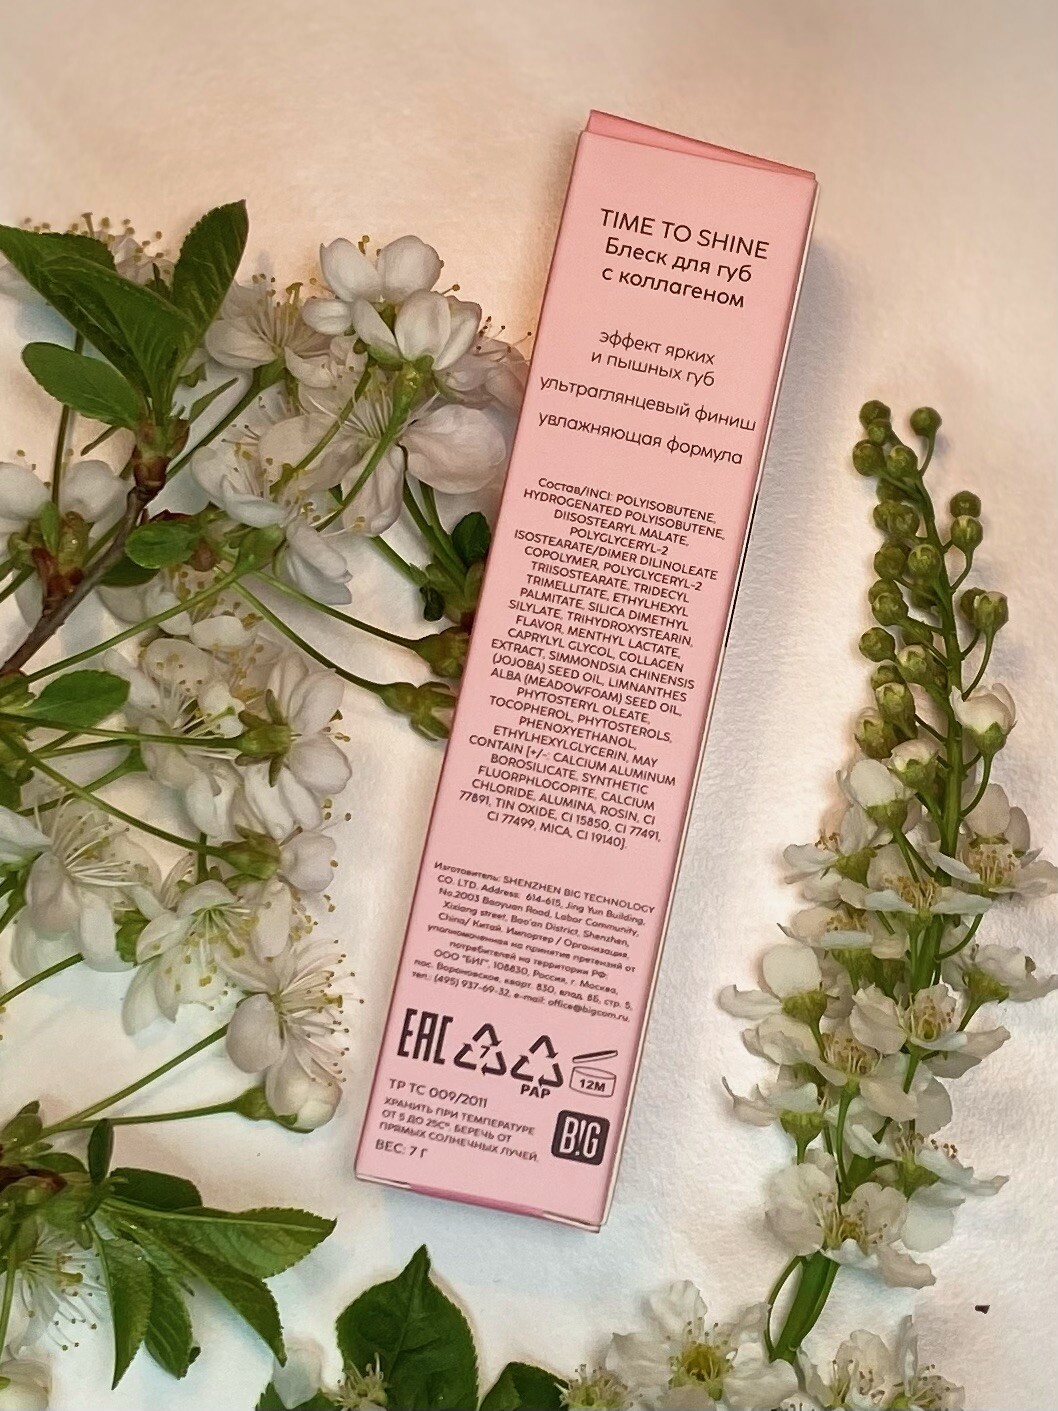 TIME TO SHINE
Блеск для губ
с коллагеном
эффект ярких
и пышных губ
ультраглянцевый финиш
увлажняющая формула
Состав/INCI: POLYISOBUTENE,
HYDROGENATED POLYISOBUTENE,
DIISOSTEARYL MALATE,
POLYGLYCERYL-2
ISOSTEARATE/DIMER DILINOLEATE
COPOLYMER, POLYGLYCERYL-2
TRIISOSTEARATE, TRIDECYL
TRIMELLITATE, ETHYLHEXYL
PALMITATE, SILICA DIMETHYL
SILYLATE, TRIHYDROXYSTEARIN,
FLAVOR, MENTHYL LACTATE,
CAPRYLYL GLYCOL, COLLAGEN
EXTRACT, SIMMONDSIA CHINENSIS
(JOJOBA) SEED OIL, LIMNANTHES
ALBA (MEADOWFOAM) SEED OIL,
PHYTOSTERYL OLEATE,
TOCOPHEROL, PHYTOSTEROLS,
PHENOXYETHANOL,
ETHYLHEXYLGLYCERIN, MAY
CONTAIN [+/-: CALCIUM ALUMINUM
BOROSILICATE, SYNTHETIC
FLUORPHLOGOPITE, CALCIUM
CHLORIDE, ALUMINA, ROSIN, CI
77891, TIN OXIDE, CI 15850, CI 77491,
CI 77499, MICA, CI 19140].
Изготовитель: SHENZHEN BIG TECHNOLOGY
CO. LTD. Address: 614-615, Jing Yun Building,
No.2003 Baoyuan Road, Labor Community,
Xixiang street, Bao'an District, Shenzhen,
China/ Китай. Импортер / Организация,
уполномоченная на принятие претензий от
потребителей на территории РФ:
ООО "БИГ", 108830, Россия, г. Москва,
пос. Вороновское, кварт. 830, влад. 8Б, стр. 5,
тел.: (495) 937-69-32, e-mail: office@bigcom.ru.
EAC 7 PAP 12M
ТР ТС 009/2011
ХРАНИТЬ ПРИ ТЕМПЕРАТУРЕ
ОТ 5 ДО 25С°. БЕРЕЧЬ ОТ
ПРЯМЫХ СОЛНЕЧНЫХ ЛУЧЕЙ.
ВЕС: 7 Г
B!G